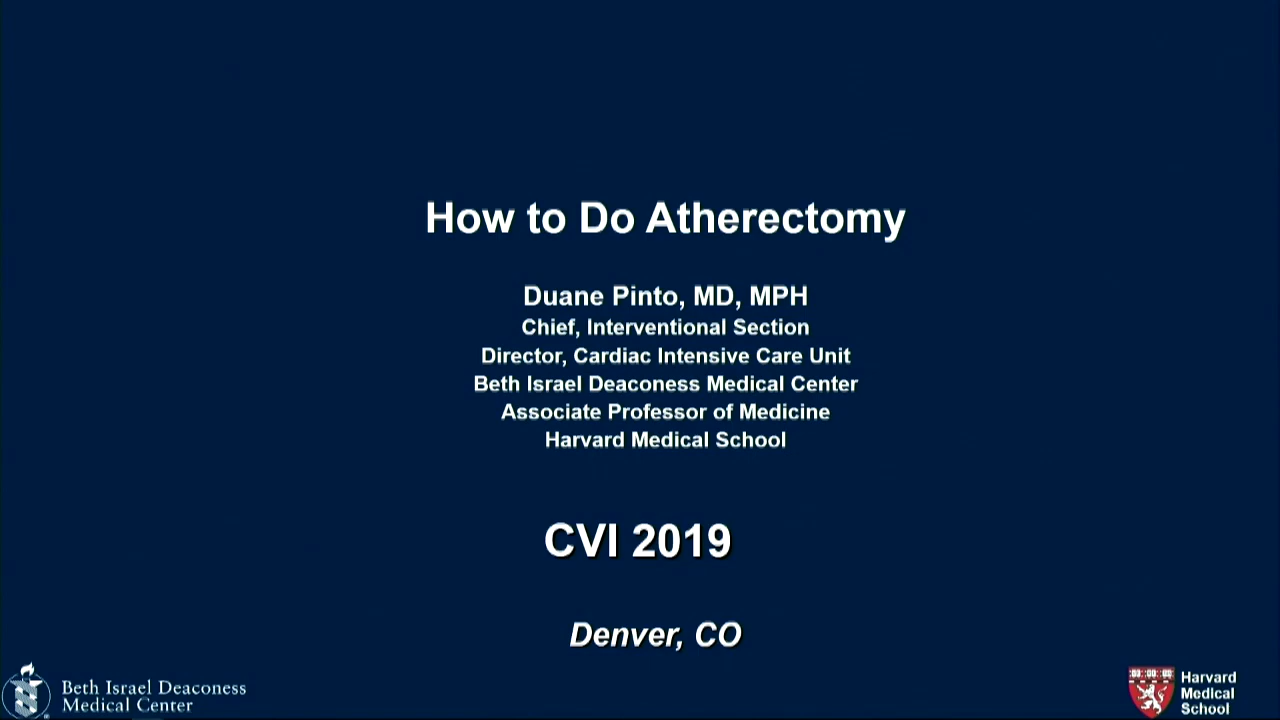 How to Do Atherectomy
Duane Pinto, MD, MPH
Chief, Interventional Section
Director, Cardiac Intensive Care Unit
Beth Israel Deaconess Medical Center
Associate Professor of Medicine
Harvard Medical School
CVI 2019
Denver, CO
Beth Israel Deaconess
Medical Center
Harvard
Medical
School